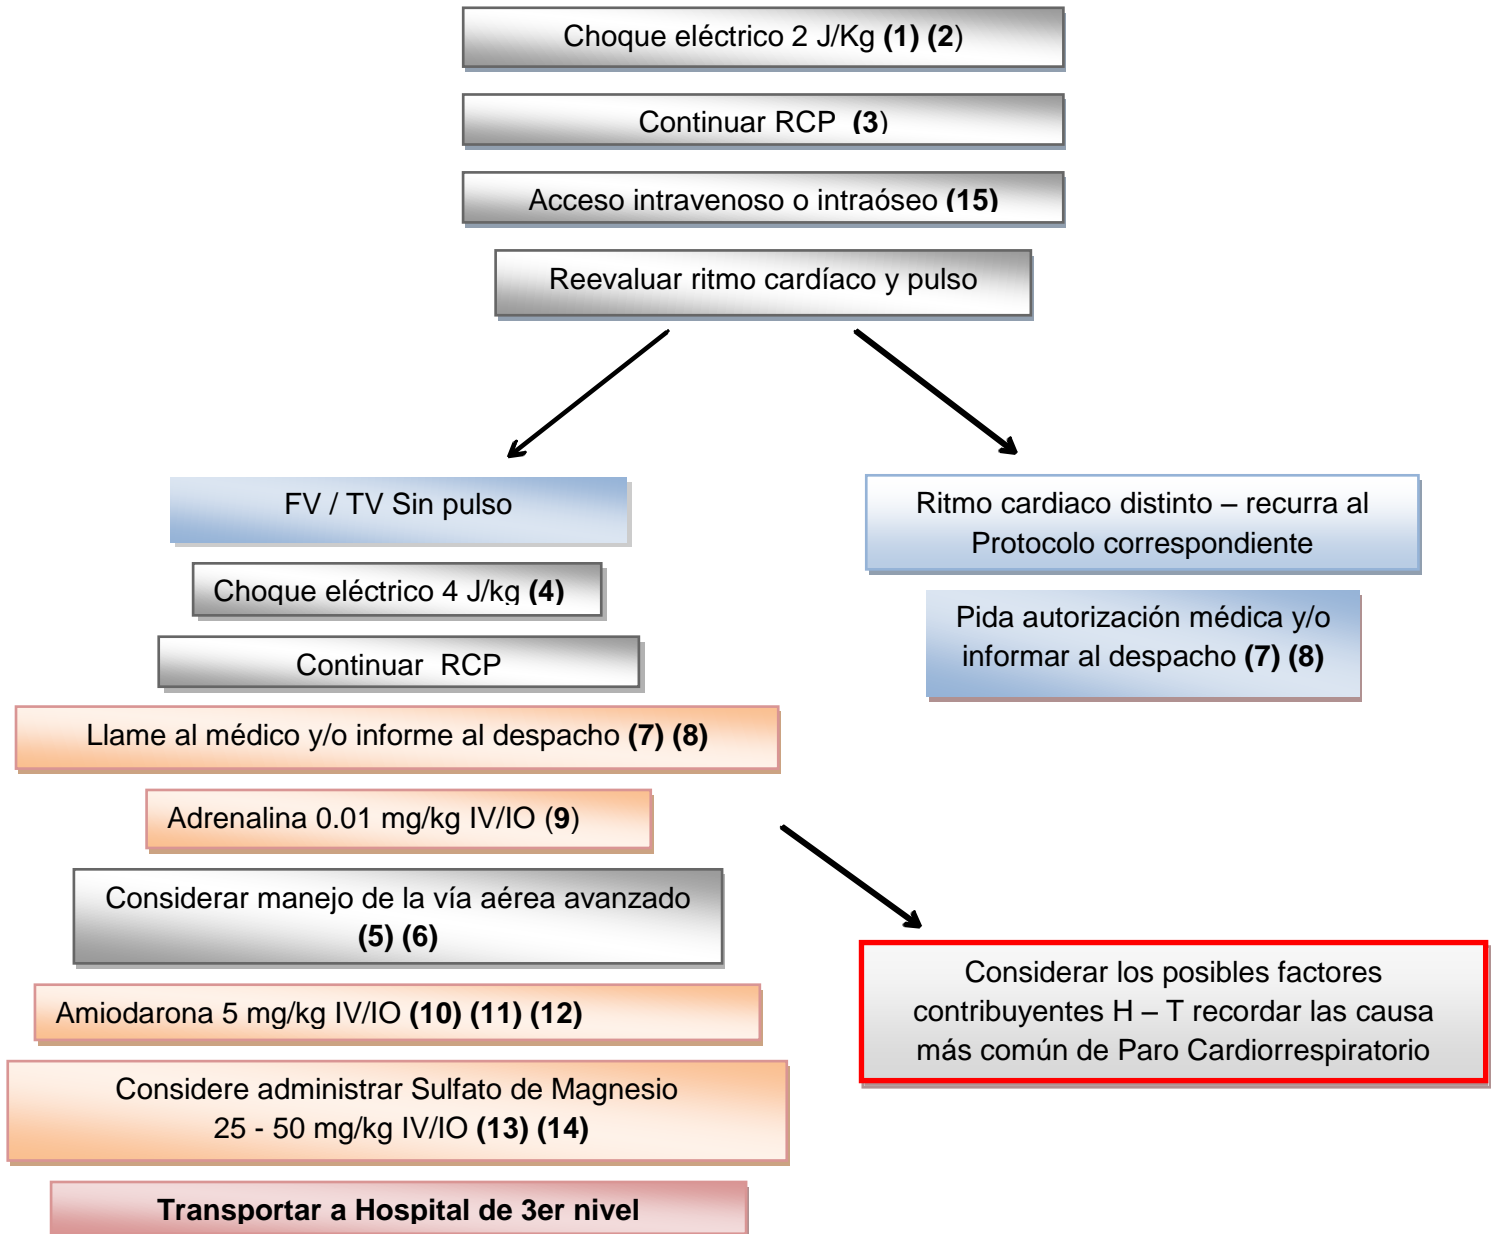 Choque eléctrico 2 J/Kg (1) (2)
Continuar RCP (3)
Acceso intravenoso o intraóseo (15)
Reevaluar ritmo cardíaco y pulso
FV / TV Sin pulso
Choque eléctrico 4 J/kg (4)
Continuar RCP
Llame al médico y/o informe al despacho (7) (8)
Adrenalina 0.01 mg/kg IV/IO (9)
Considerar manejo de la vía aérea avanzado
(5) (6)
Amiodarona 5 mg/kg IV/IO (10) (11) (12)
Considere administrar Sulfato de Magnesio
25 - 50 mg/kg IV/IO (13) (14)
Transportar a Hospital de 3er nivel
Ritmo cardiaco distinto – recurra al
Protocolo correspondiente
Pida autorización médica y/o
informar al despacho (7) (8)
Considerar los posibles factores
contribuyentes H – T recordar las causa
más común de Paro Cardiorrespiratorio